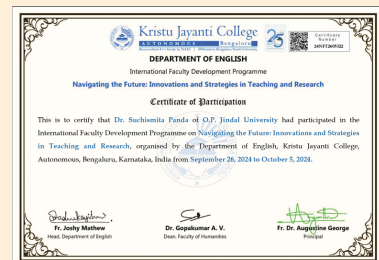 Kristu Jayanti College
AUTONOMOUS Bengaluru
25
Certificate Number
DEPARTMENT OF ENGLISH
International Faculty Development Programme
Navigating the Future: Innovations and Strategies in Teaching and Research
Certificate of Participation
This is to certify that Dr. Suchismita Panda of O.P. Jindal University had participated in the
International Faculty Development Programme on Navigating the Future: Innovations and Strategies
in Teaching and Research, organised by the Department of English, Kristu Jayanti College,
Autonomous, Bengaluru, Karnataka, India from September 26, 2024 to October 5, 2024.
Fr. Joshy Mathew
Head, Department of English
Dr. Gopakumar A. V.
Dean, Faculty of Humanities
Fr. Dr. Augustine George
Principal